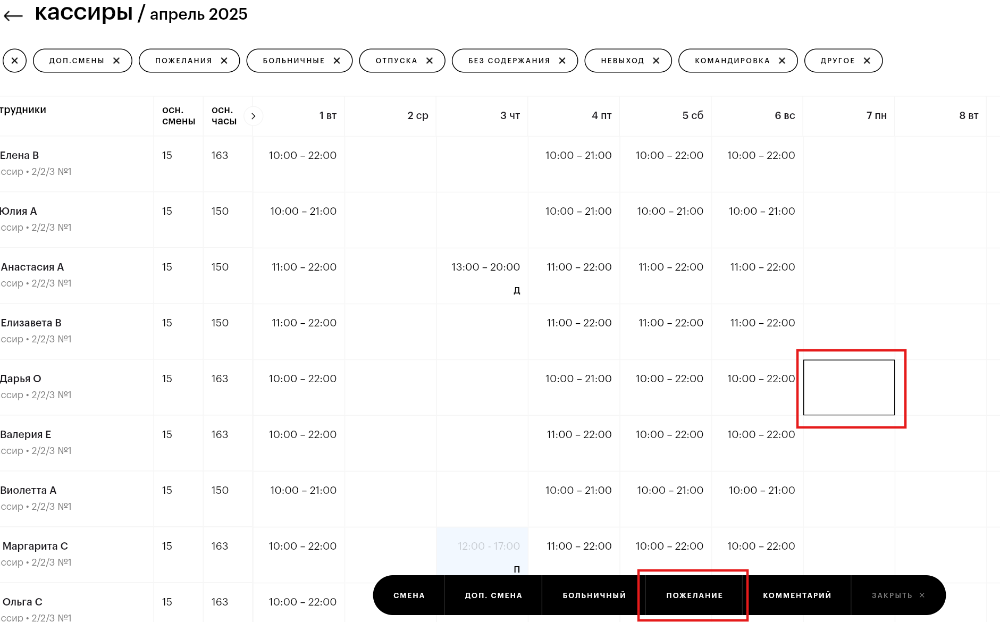 кассиры / апрель 2025
ДОП.СМЕНЫ ПОЖЕЛАНИЯ БОЛЬНИЧНЫЕ ОТПУСКА БЕЗ СОДЕРЖАНИЯ НЕВЫХОД КОМАНДИРОВКА ДРУГОЕ
трудники осн. смены осн. часы 1 вт 2 ср 3 чт 4 пт 5 сб 6 вс 7 пн 8 вт
Елена В 15 163 10:00 – 22:00 10:00 – 21:00 10:00 – 22:00 10:00 – 22:00
ссир • 2/2/3 №1
Юлия А 15 150 10:00 – 21:00 10:00 – 21:00 10:00 – 21:00 10:00 – 21:00
ссир • 2/2/3 №1
Анастасия А 15 150 11:00 – 22:00 13:00 – 20:00 11:00 – 22:00 11:00 – 22:00 11:00 – 22:00
ссир • 2/2/3 №1 Д
Елизавета В 15 150 11:00 – 22:00 11:00 – 22:00 11:00 – 22:00 11:00 – 22:00
ссир • 2/2/3 №1
Дарья О 15 163 10:00 – 22:00 10:00 – 21:00 10:00 – 22:00 10:00 – 22:00
ссир • 2/2/3 №1
Валерия Е 15 163 10:00 – 22:00 11:00 – 22:00 10:00 – 22:00 10:00 – 22:00
ссир • 2/2/3 №1
Виолетта А 15 150 10:00 – 21:00 10:00 – 21:00 10:00 – 21:00 10:00 – 21:00
ссир • 2/2/3 №1
Маргарита С 15 163 10:00 – 22:00 12:00 - 17:00 11:00 – 22:00 10:00 – 22:00 10:00 – 22:00
ссир • 2/2/3 №1 П
Ольга С 15 163 10:00 – 22:00
ссир • 2/2/3 №1
СМЕНА ДОП. СМЕНА БОЛЬНИЧНЫЙ ПОЖЕЛАНИЕ КОММЕНТАРИЙ ЗАКРЫТЬ